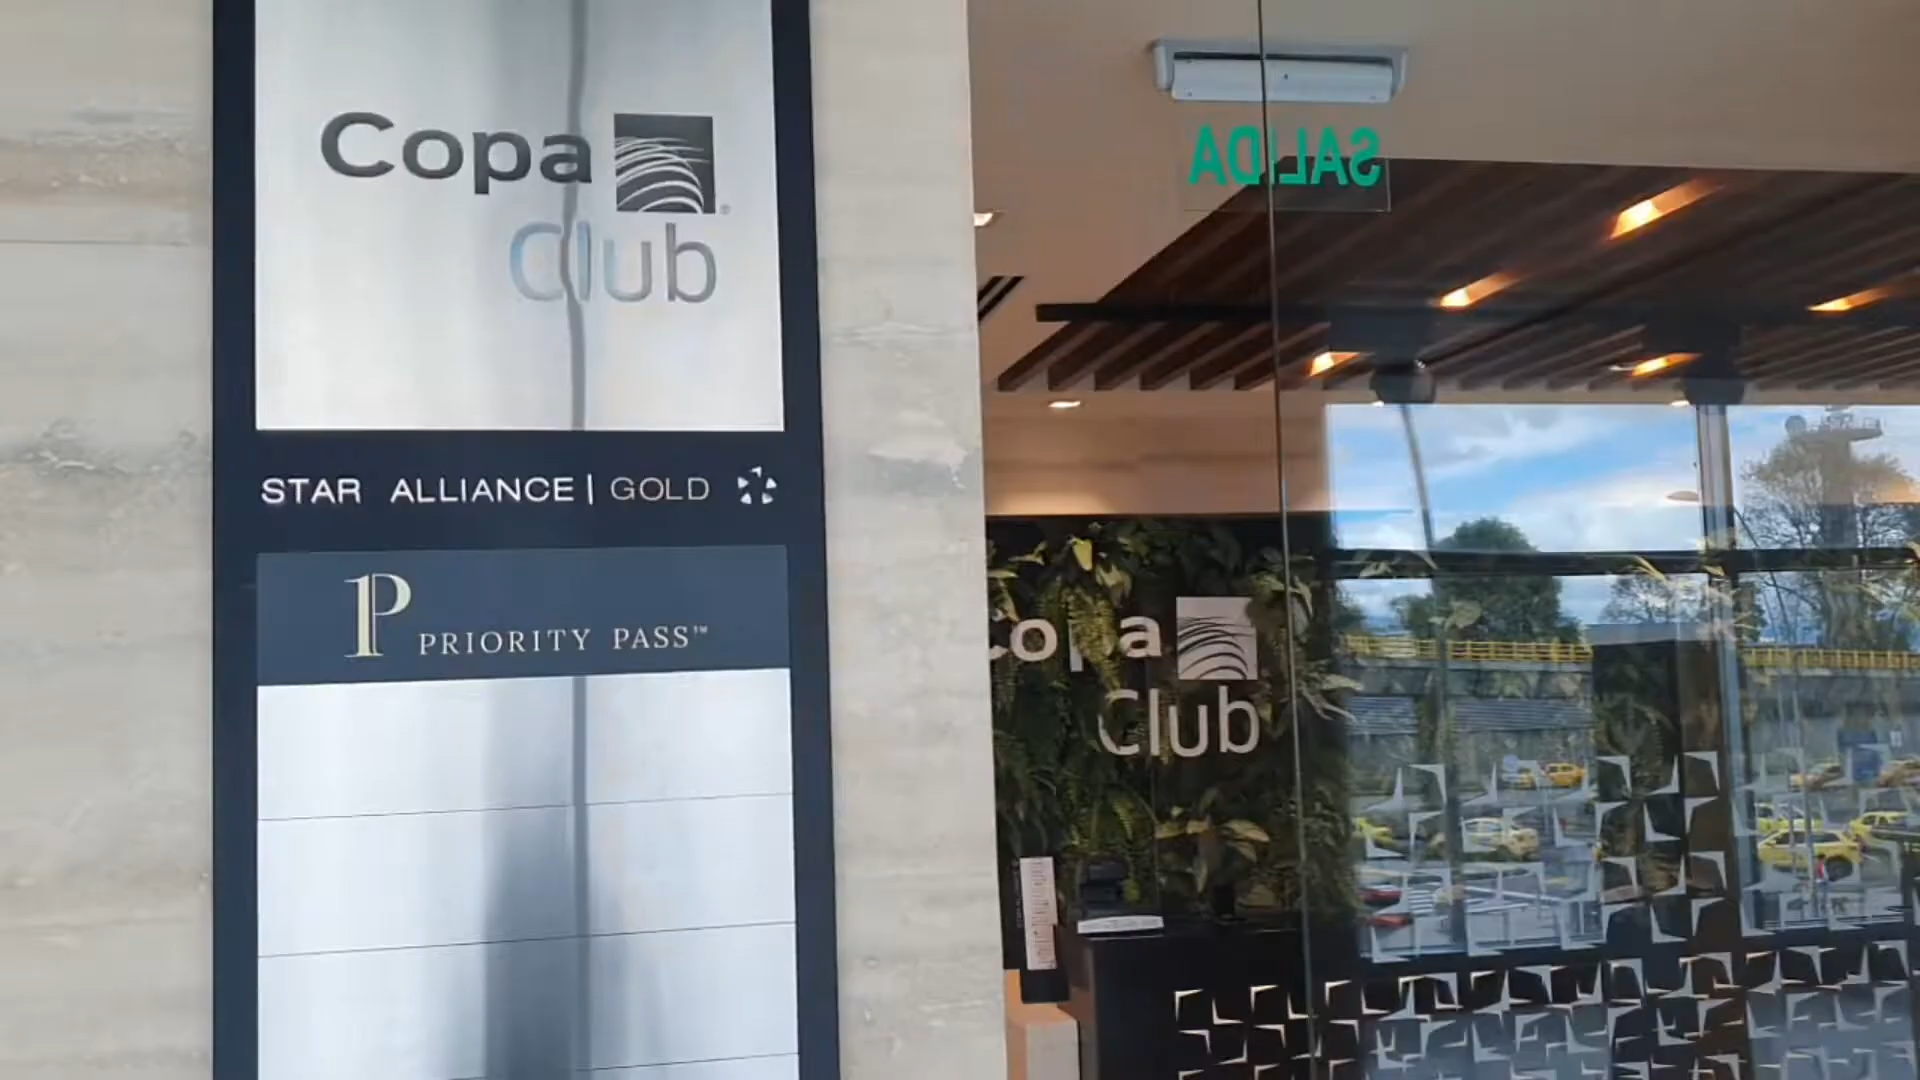 Copa
Club
STAR ALLIANCE | GOLD
PRIORITY PASS™
SALIDA
Copa
Club